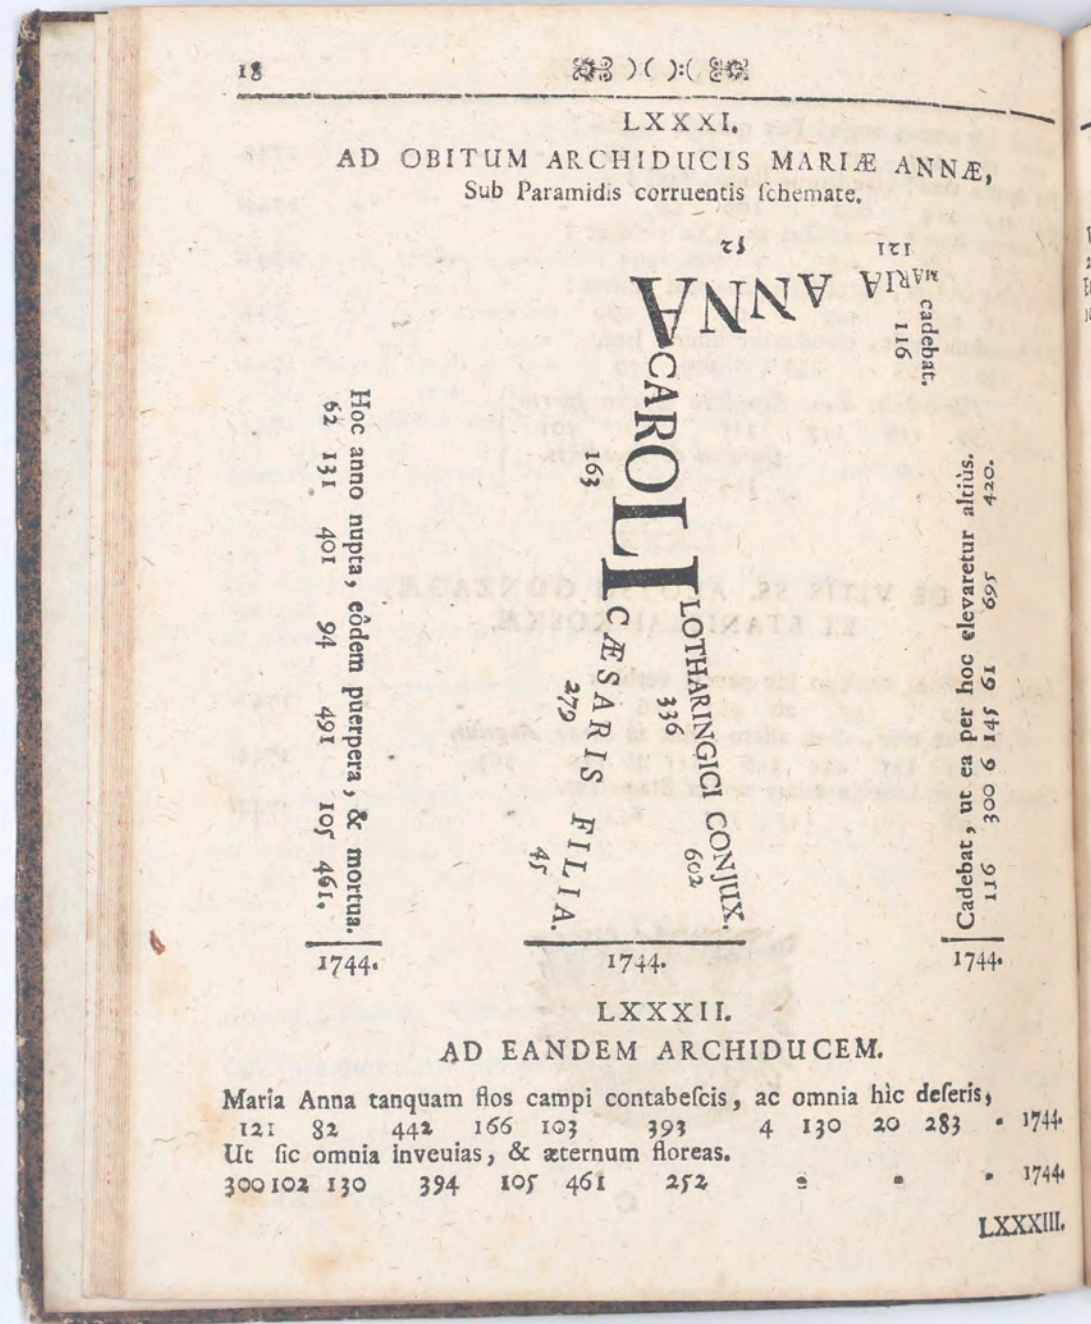 18 )( ):(
LXXXI.
AD OBITUM ARCHIDUCIS MARIÆ ANNÆ,
Sub Paramidis corruentis ſchemate.
Hoc anno nupta, eôdem puerpera, & mortua.
62 131 401 94 491 105 461.
1744.
cadebat.
116
MARIA ANNA
121 52
CAROLI
163
CÆSARIS FILIA.
279 45
LOTHARINGICI CONJUX.
336 602
1744.
Cadebat, ut ea per hoc elevaretur altiùs.
116 300 6 145 61 695 420.
1744.
LXXXII.
AD EANDEM ARCHIDUCEM.
Maria Anna tanquam flos campi contabeſcis, ac omnia hìc deſeris,
121 82 442 166 103 393 4 130 20 283 - 1744.
Ut ſic omnia inveuias, & æternum floreas.
300 102 130 394 105 461 252 - - - 1744.
LXXXIII.